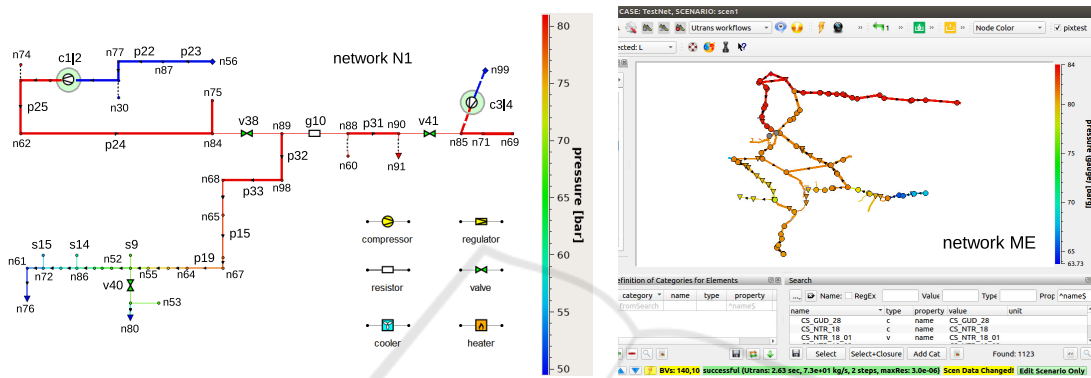 network N1
n74
c1|2
n77
p22
p23
n56
n87
n30
p25
n75
n62
p24
n84
v38
n89
g10
n88
p31
n90
v41
n85
n71
n69
n99
c3|4
n60
n91
p32
n68
p33
n98
n65
p15
p19
n67
n61
s15
s14
s9
n72
n86
n52
n55
n64
v40
n53
n76
n80
compressor
regulator
resistor
valve
cooler
heater
pressure [bar]
80
75
70
65
60
55
50
CASE: TestNet, SCENARIO: scen1
Utrans workflows
1
Node Color
pixtest
ected: L
network ME
pressure (gauge) [barg]
84
80
75
70
65
63.73
efinition of Categories for Elements
category name type property
fromSearch ^name$
Search
... Name: RegEx Value Type Prop ^name$
name type property value unit
CS_GUD_28 c name CS_GUD_28
CS_NTR_18 c name CS_NTR_18
CS_NTR_18_01 v name CS_NTR_18_01
Select Select+Closure Add Cat Found: 1123
BVs: 140,10 successful (Utrans: 2.63 sec, 7.3e+01 kg/s, 2 steps, maxRes: 3.0e-06) Scen Data Changed! Edit Scenario Only